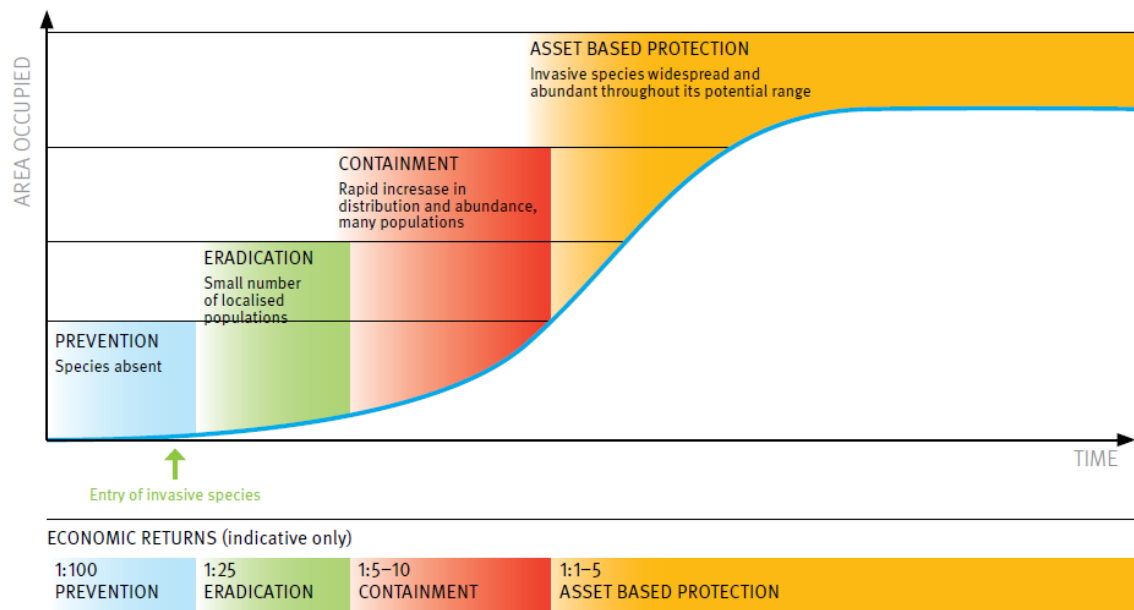 AREA OCCUPIED
ASSET BASED PROTECTION
Invasive species widespread and
abundant throughout its potential range
CONTAINMENT
Rapid incresase in
distribution and abundance,
many populations
ERADICATION
Small number
of localised
populations
PREVENTION
Species absent
TIME
Entry of invasive species
ECONOMIC RETURNS (indicative only)
1:100
PREVENTION
1:25
ERADICATION
1:5–10
CONTAINMENT
1:1–5
ASSET BASED PROTECTION